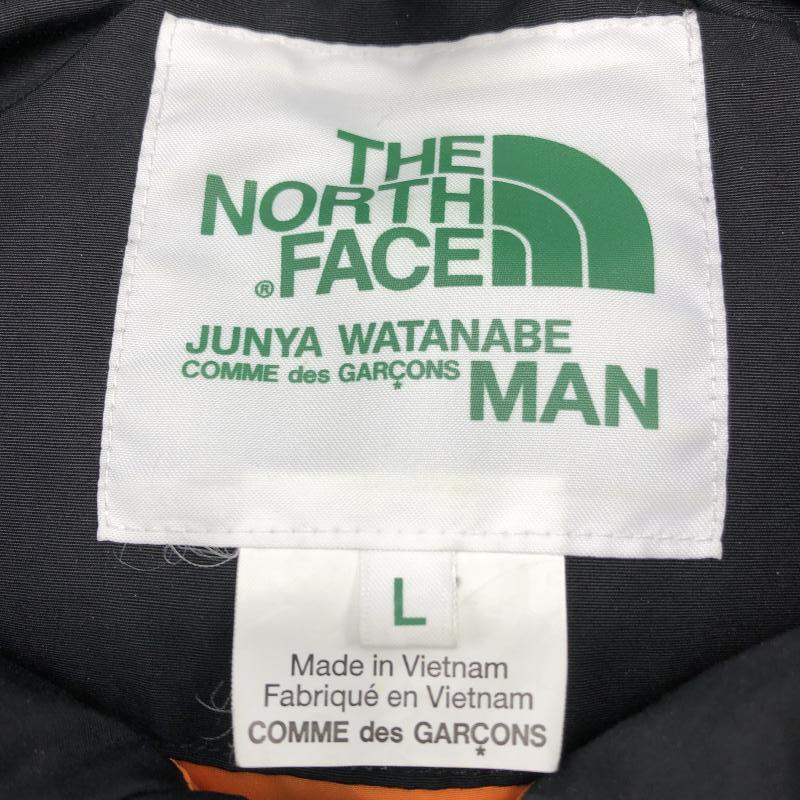 THE
NORTH
® FACE
JUNYA WATANABE
COMME des GARÇONS MAN
L
Made in Vietnam
Fabriqué en Vietnam
COMME des GARÇONS